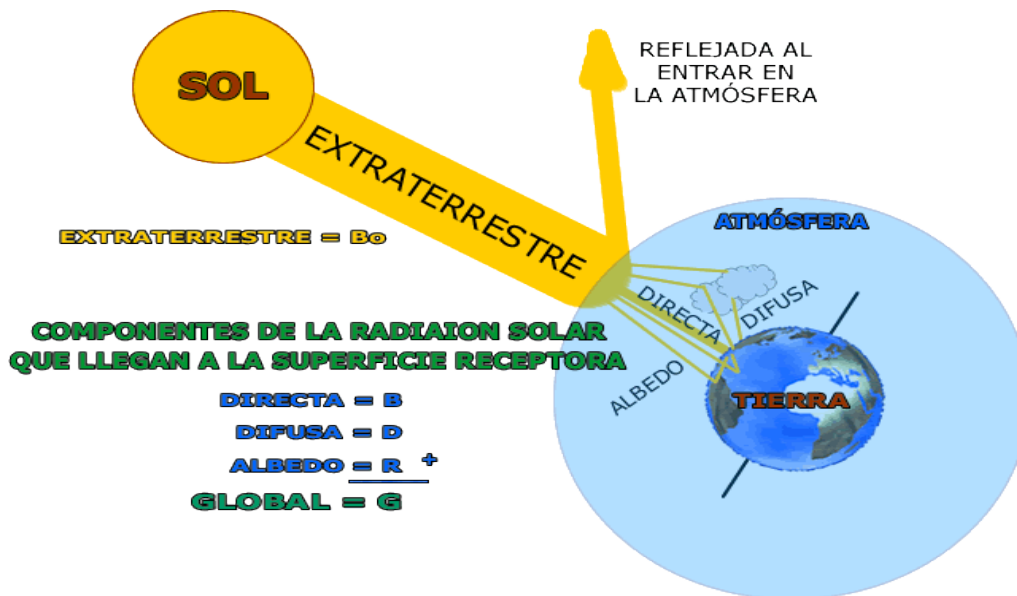 SOL
REFLEJADA AL
ENTRAR EN
LA ATMÓSFERA
EXTRATERRESTRE
ATMÓSFERA
EXTRATERRESTRE = Bo
DIRECTA
DIFUSA
ALBEDO
TIERRA
COMPONENTES DE LA RADIAION SOLAR
QUE LLEGAN A LA SUPERFICIE RECEPTORA
DIRECTA = B
DIFUSA = D
ALBEDO = R +
GLOBAL = G